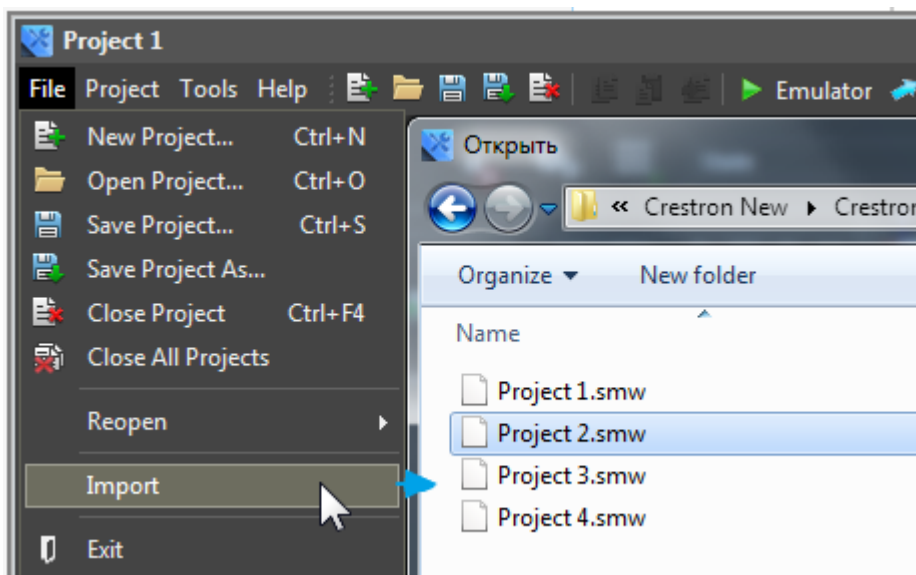 Project 1
File Project Tools Help Emulator
New Project... Ctrl+N
Open Project... Ctrl+O
Save Project... Ctrl+S
Save Project As...
Close Project Ctrl+F4
Close All Projects
Reopen
Import
Exit
Открыть
« Crestron New Crestron
Organize New folder
Name
Project 1.smw
Project 2.smw
Project 3.smw
Project 4.smw